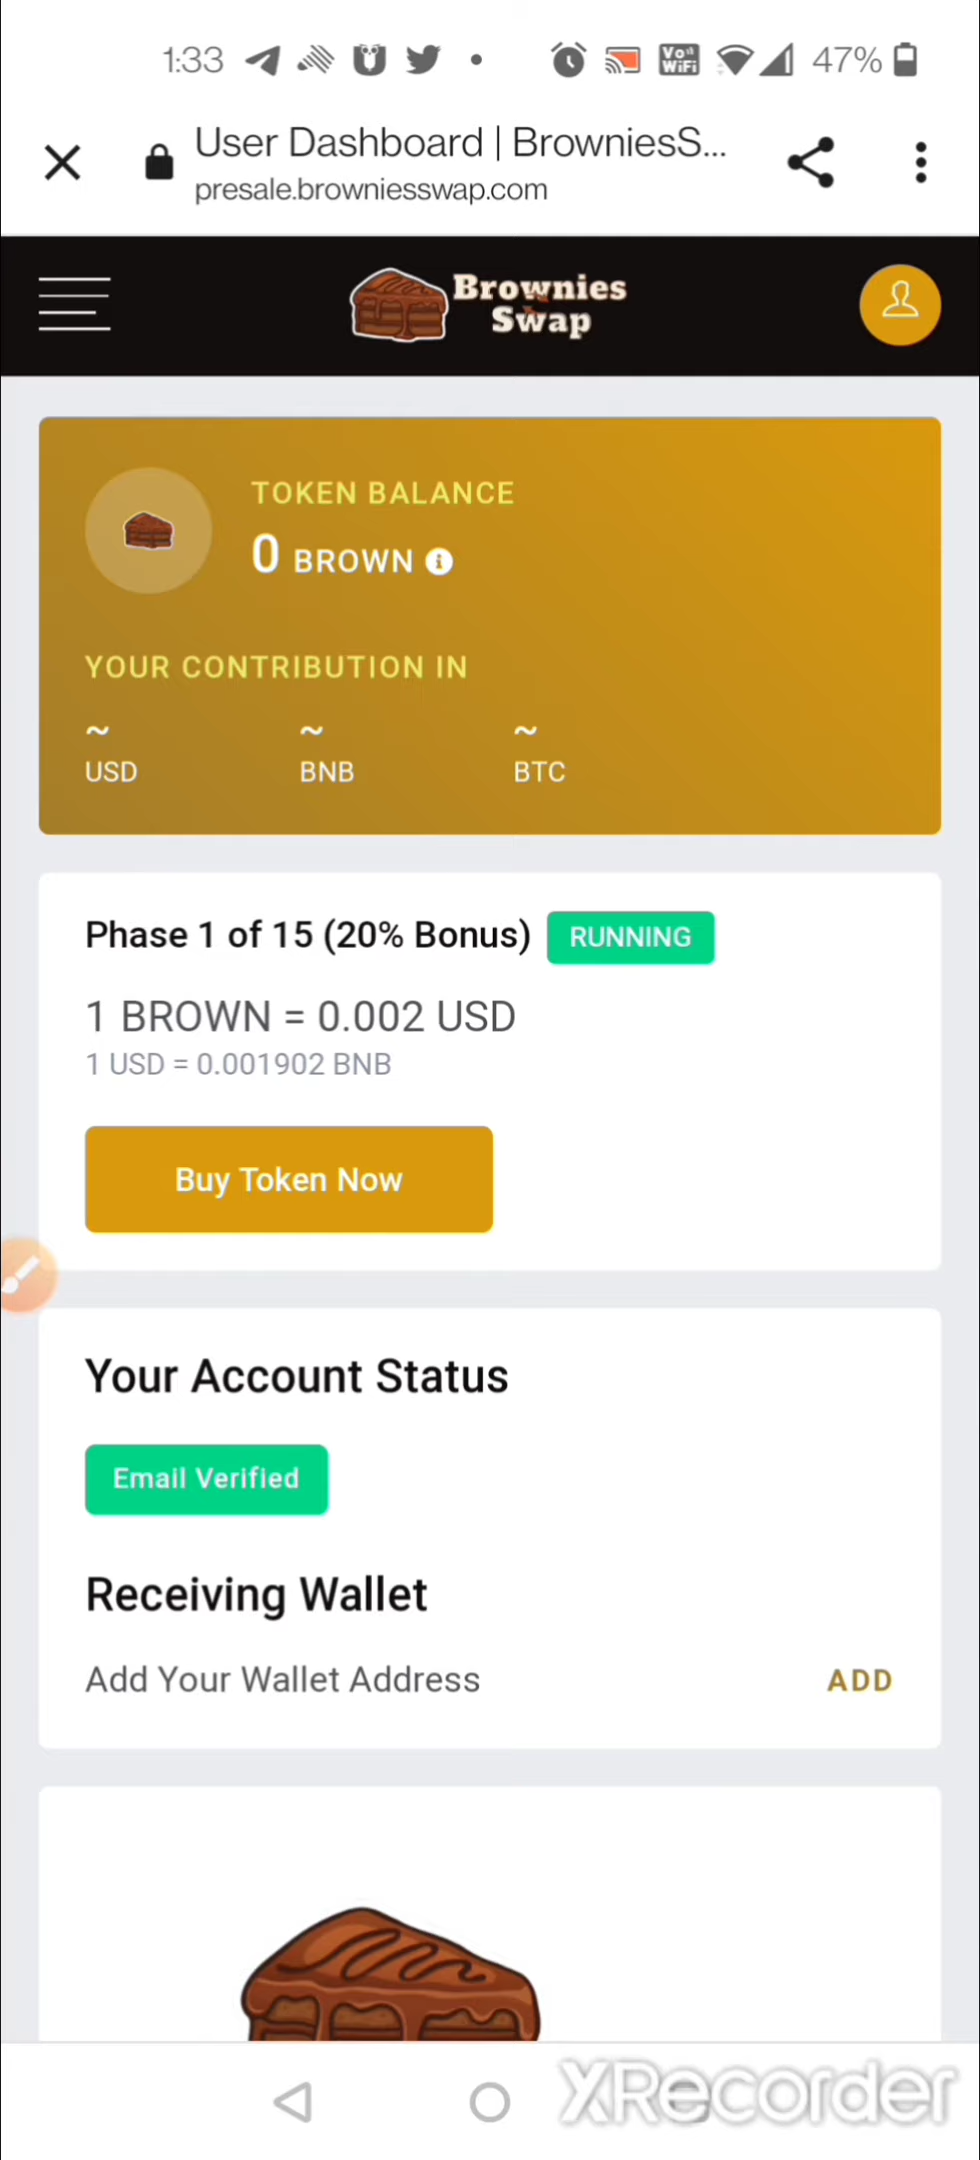 1:33
Vo
WiFi
47%
User Dashboard | BrowniesS...
presale.browniesswap.com
Brownies
Swap
TOKEN BALANCE
0 BROWN
YOUR CONTRIBUTION IN
~ ~ ~
USD BNB BTC
Phase 1 of 15 (20% Bonus) RUNNING
1 BROWN = 0.002 USD
1 USD = 0.001902 BNB
Buy Token Now
Your Account Status
Email Verified
Receiving Wallet
Add Your Wallet Address ADD
XRecorder